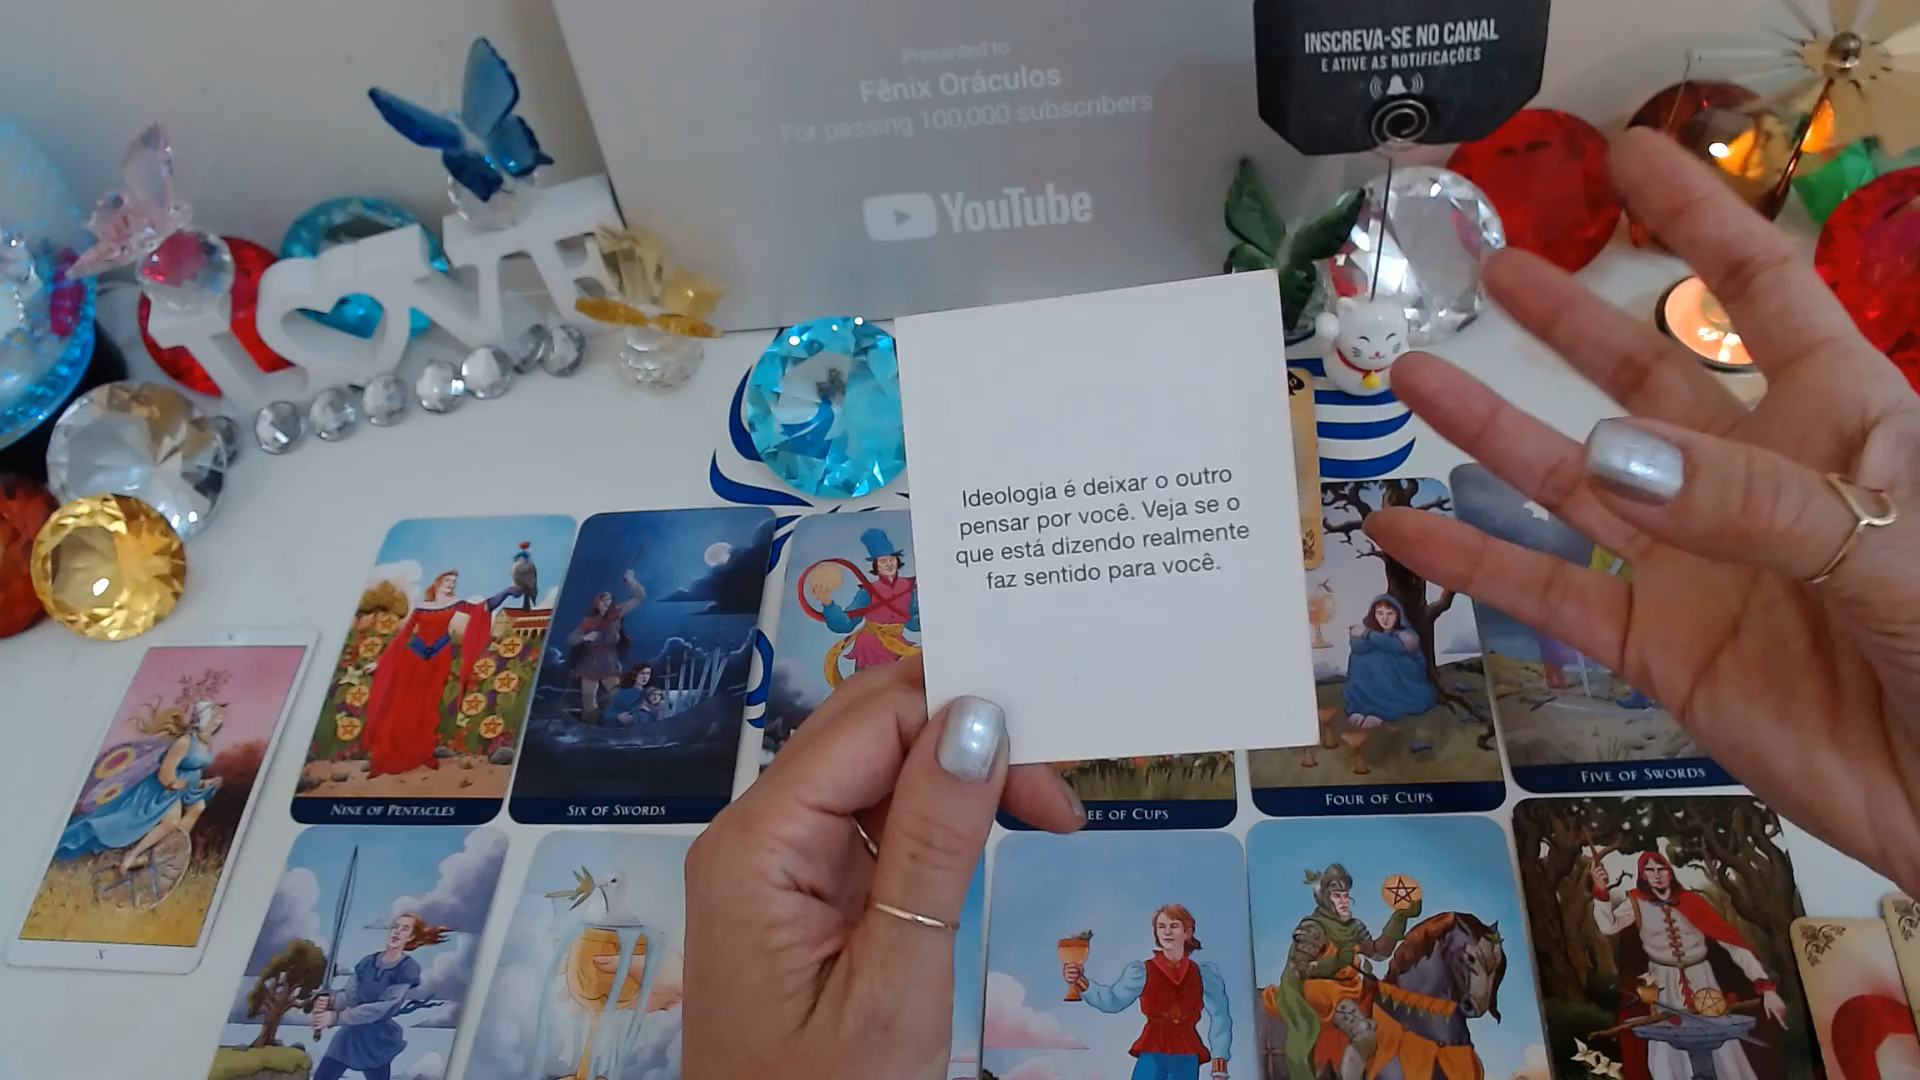 Presented to
Fênix Oráculos
For passing 100,000 subscribers
YouTube
INSCREVA-SE NO CANAL
E ATIVE AS NOTIFICAÇÕES
LOVE
Ideologia é deixar o outro
pensar por você. Veja se o
que está dizendo realmente
faz sentido para você.
NINE OF PENTACLES
SIX OF SWORDS
OF CUPS
FOUR OF CUPS
FIVE OF SWORDS
V
X